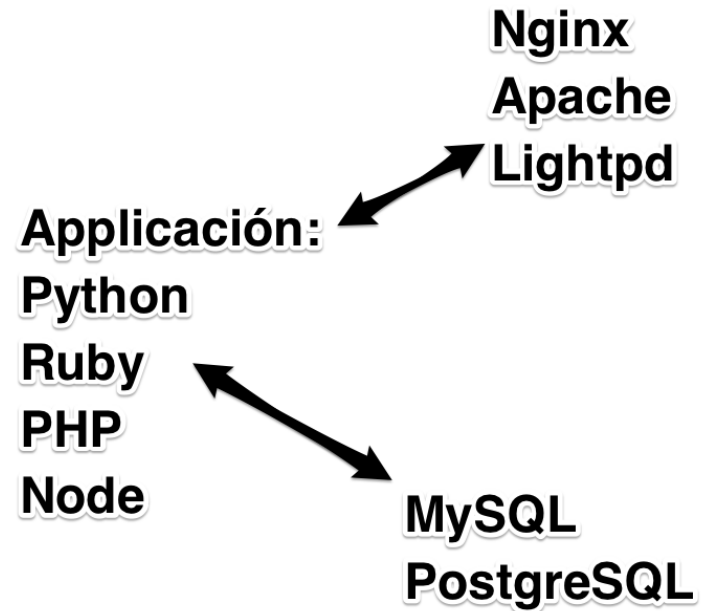 Nginx
Apache
Lightpd
Applicación:
Python
Ruby
PHP
Node
MySQL
PostgreSQL